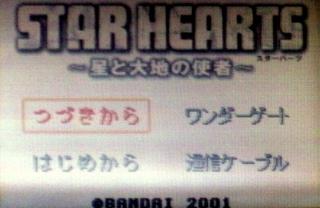 STAR HEARTS
スターハーツ
～星と大地の使者～
つづきから
ワンダーゲート
はじめから
通信ケーブル
©BANDAI 2001